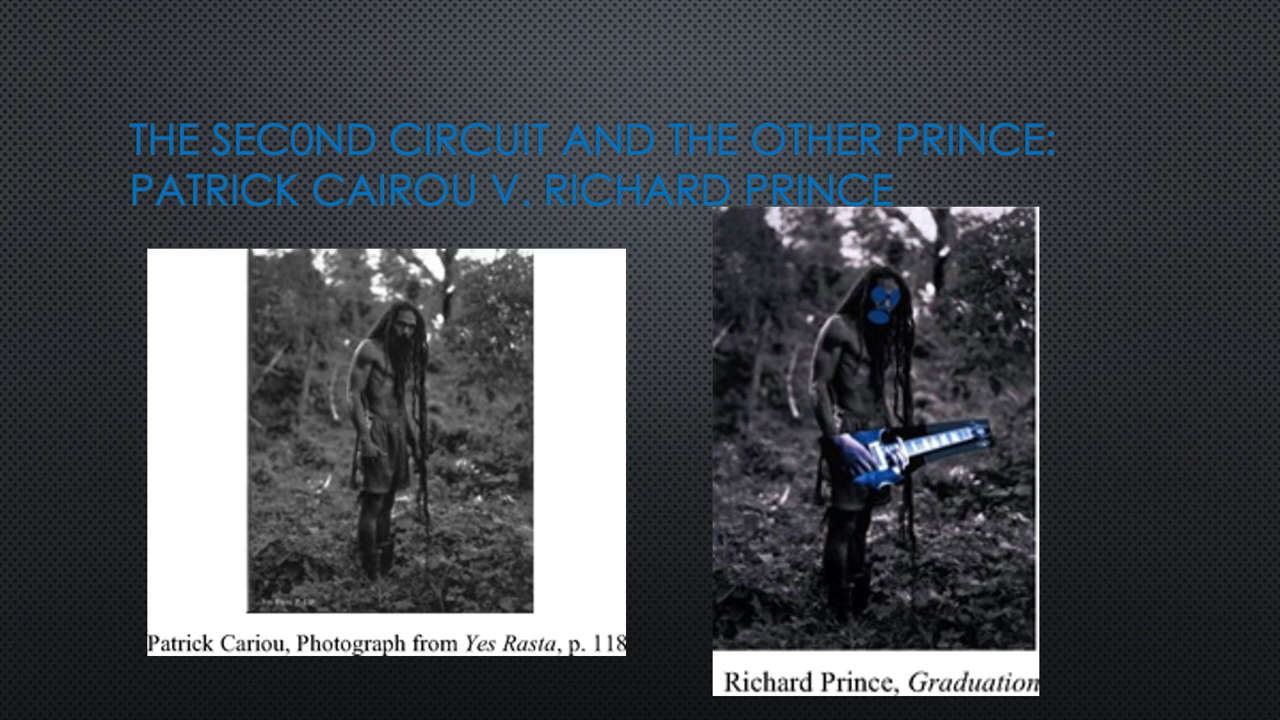 THE SEC0ND CIRCUIT AND THE OTHER PRINCE:
PATRICK CAIROU V. RICHARD PRINCE
Patrick Cariou, Photograph from Yes Rasta, p. 118
Richard Prince, Graduation